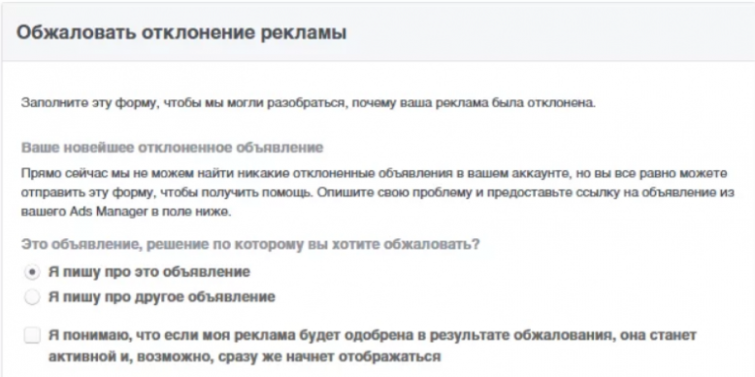 Обжаловать отклонение рекламы
Заполните эту форму, чтобы мы могли разобраться, почему ваша реклама была отклонена.
Ваше новейшее отклоненное объявление
Прямо сейчас мы не можем найти никакие отклоненные объявления в вашем аккаунте, но вы все равно можете
отправить эту форму, чтобы получить помощь. Опишите свою проблему и предоставьте ссылку на объявление из
вашего Ads Manager в поле ниже.
Это объявление, решение по которому вы хотите обжаловать?
Я пишу про это объявление
Я пишу про другое объявление
Я понимаю, что если моя реклама будет одобрена в результате обжалования, она станет
активной и, возможно, сразу же начнет отображаться